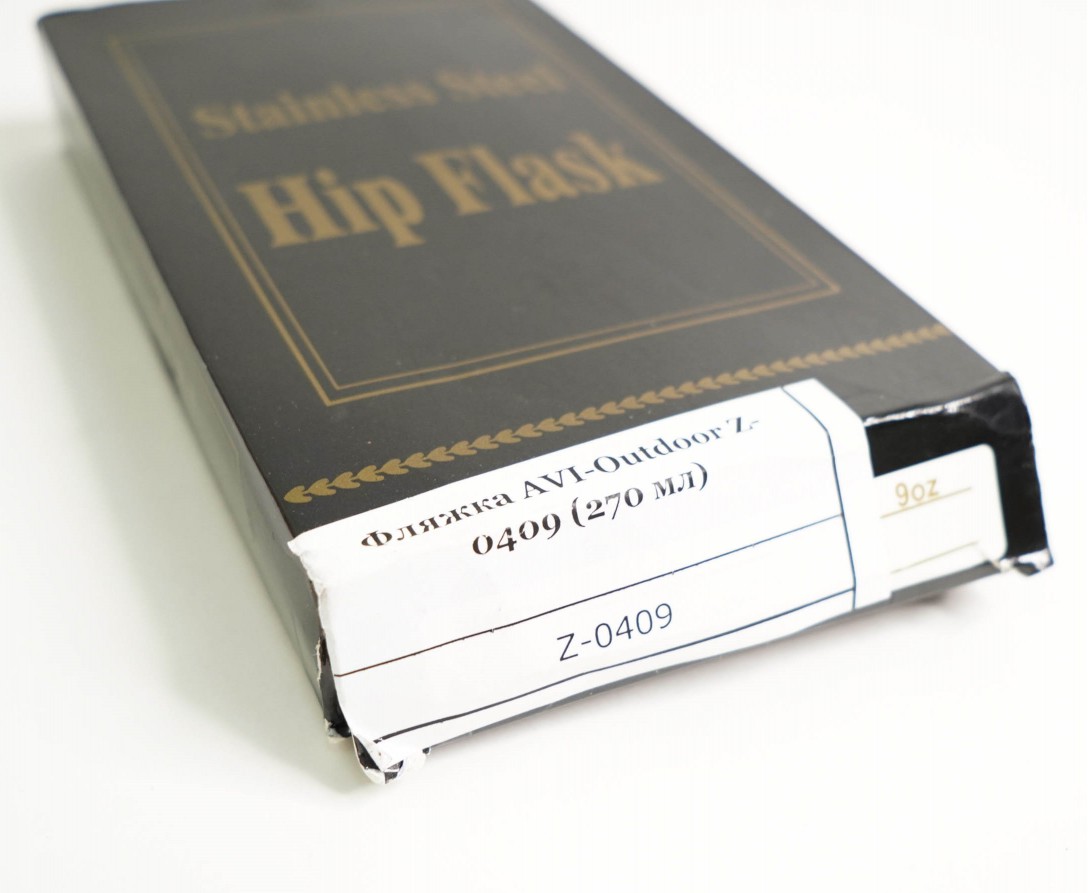 Stainless Steel
Hip Flask
Фляжка AVI-Outdoor Z-
0409 (270 мл)
Z-0409
9oz